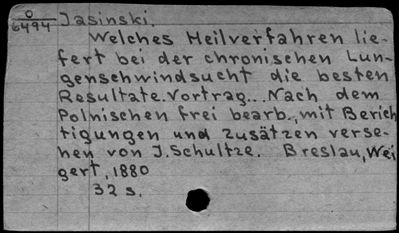 O
6494
Jasinski.
Welches Heilverfahren lie-
fert bei der chronischen Lun-
genschwindsucht die besten
Resultate. Vortrag... Nach dem
Polnischen frei bearb., mit Berich
tigungen und Zusätzen verse-
hen von J. Schultze. Breslau, Wei
gert, 1880
32 s.